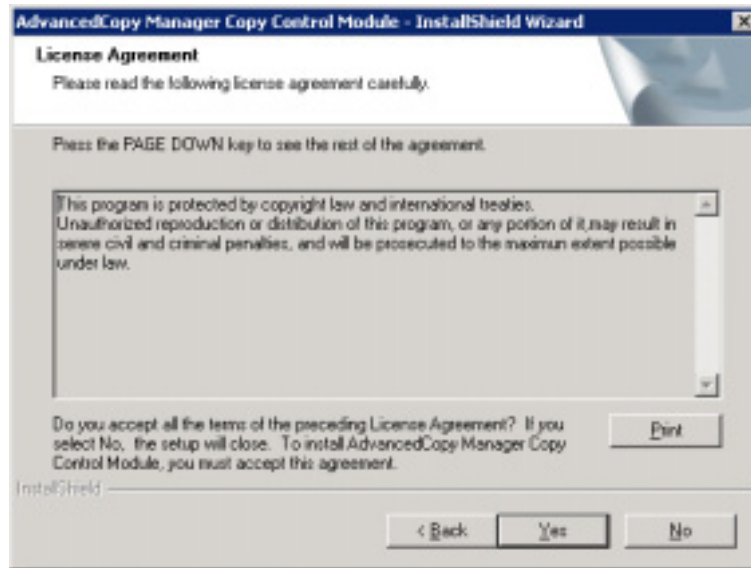 AdvancedCopy Manager Copy Control Module - InstallShield Wizard
License Agreement
Please read the following license agreement carefully.
Press the PAGE DOWN key to see the rest of the agreement.
This program is protected by copyright law and international treaties.
Unauthorized reproduction or distribution of this program, or any portion of it,may result in
serere civil and criminal penalties, and will be prosecuted to the maximun extent possible
under law.
Do you accept all the terms of the preceding License Agreement? If you
select No, the setup will close. To install AdvancedCopy Manager Copy
Control Module, you must accept this agreement.
Print
InstallShield
< Back
Yes
No